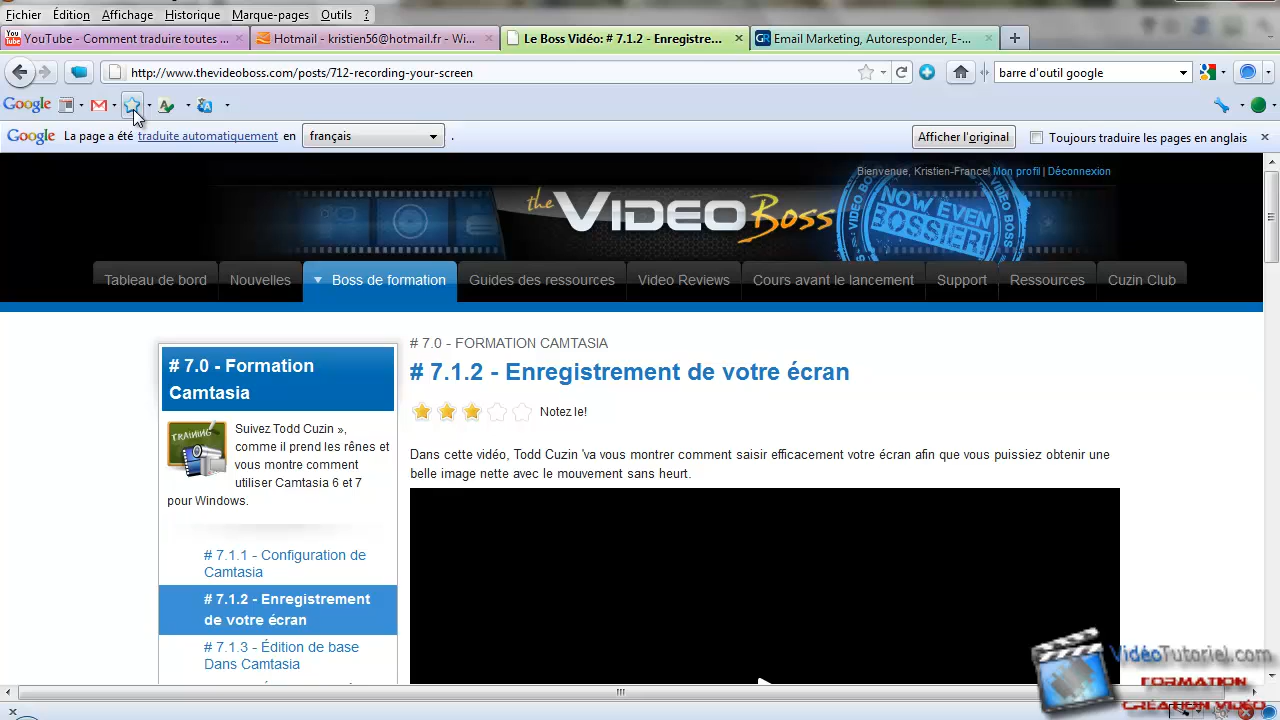 Fichier Édition Affichage Historique Marque-pages Outils ?
YouTube - Comment traduire toutes ... Hotmail - kristien56@hotmail.fr - Wi... Le Boss Vidéo: # 7.1.2 - Enregistre... Email Marketing, Autoresponder, E-...
http://www.thevideoboss.com/posts/712-recording-your-screen barre d'outil google
Google
Google La page a été traduite automatiquement en français . Afficher l'original Toujours traduire les pages en anglais
Bienvenue, Kristien-France! Mon profil | Déconnexion
the VIDEO Boss
VIDEO BOSS NOW EVEN BOSSIER! VIDEO BOSS
Tableau de bord Nouvelles Boss de formation Guides des ressources Video Reviews Cours avant le lancement Support Ressources Cuzin Club
# 7.0 - Formation
Camtasia
TRAINING
Suivez Todd Cuzin »,
comme il prend les rênes et
vous montre comment
utiliser Camtasia 6 et 7
pour Windows.
# 7.1.1 - Configuration de
Camtasia
# 7.1.2 - Enregistrement
de votre écran
# 7.1.3 - Édition de base
Dans Camtasia
# 7.0 - FORMATION CAMTASIA
# 7.1.2 - Enregistrement de votre écran
Notez le!
Dans cette vidéo, Todd Cuzin 'va vous montrer comment saisir efficacement votre écran afin que vous puissiez obtenir une
belle image nette avec le mouvement sans heurt.
VidéoTutoriel.com
FORMATION
CRÉATION VIDÉO